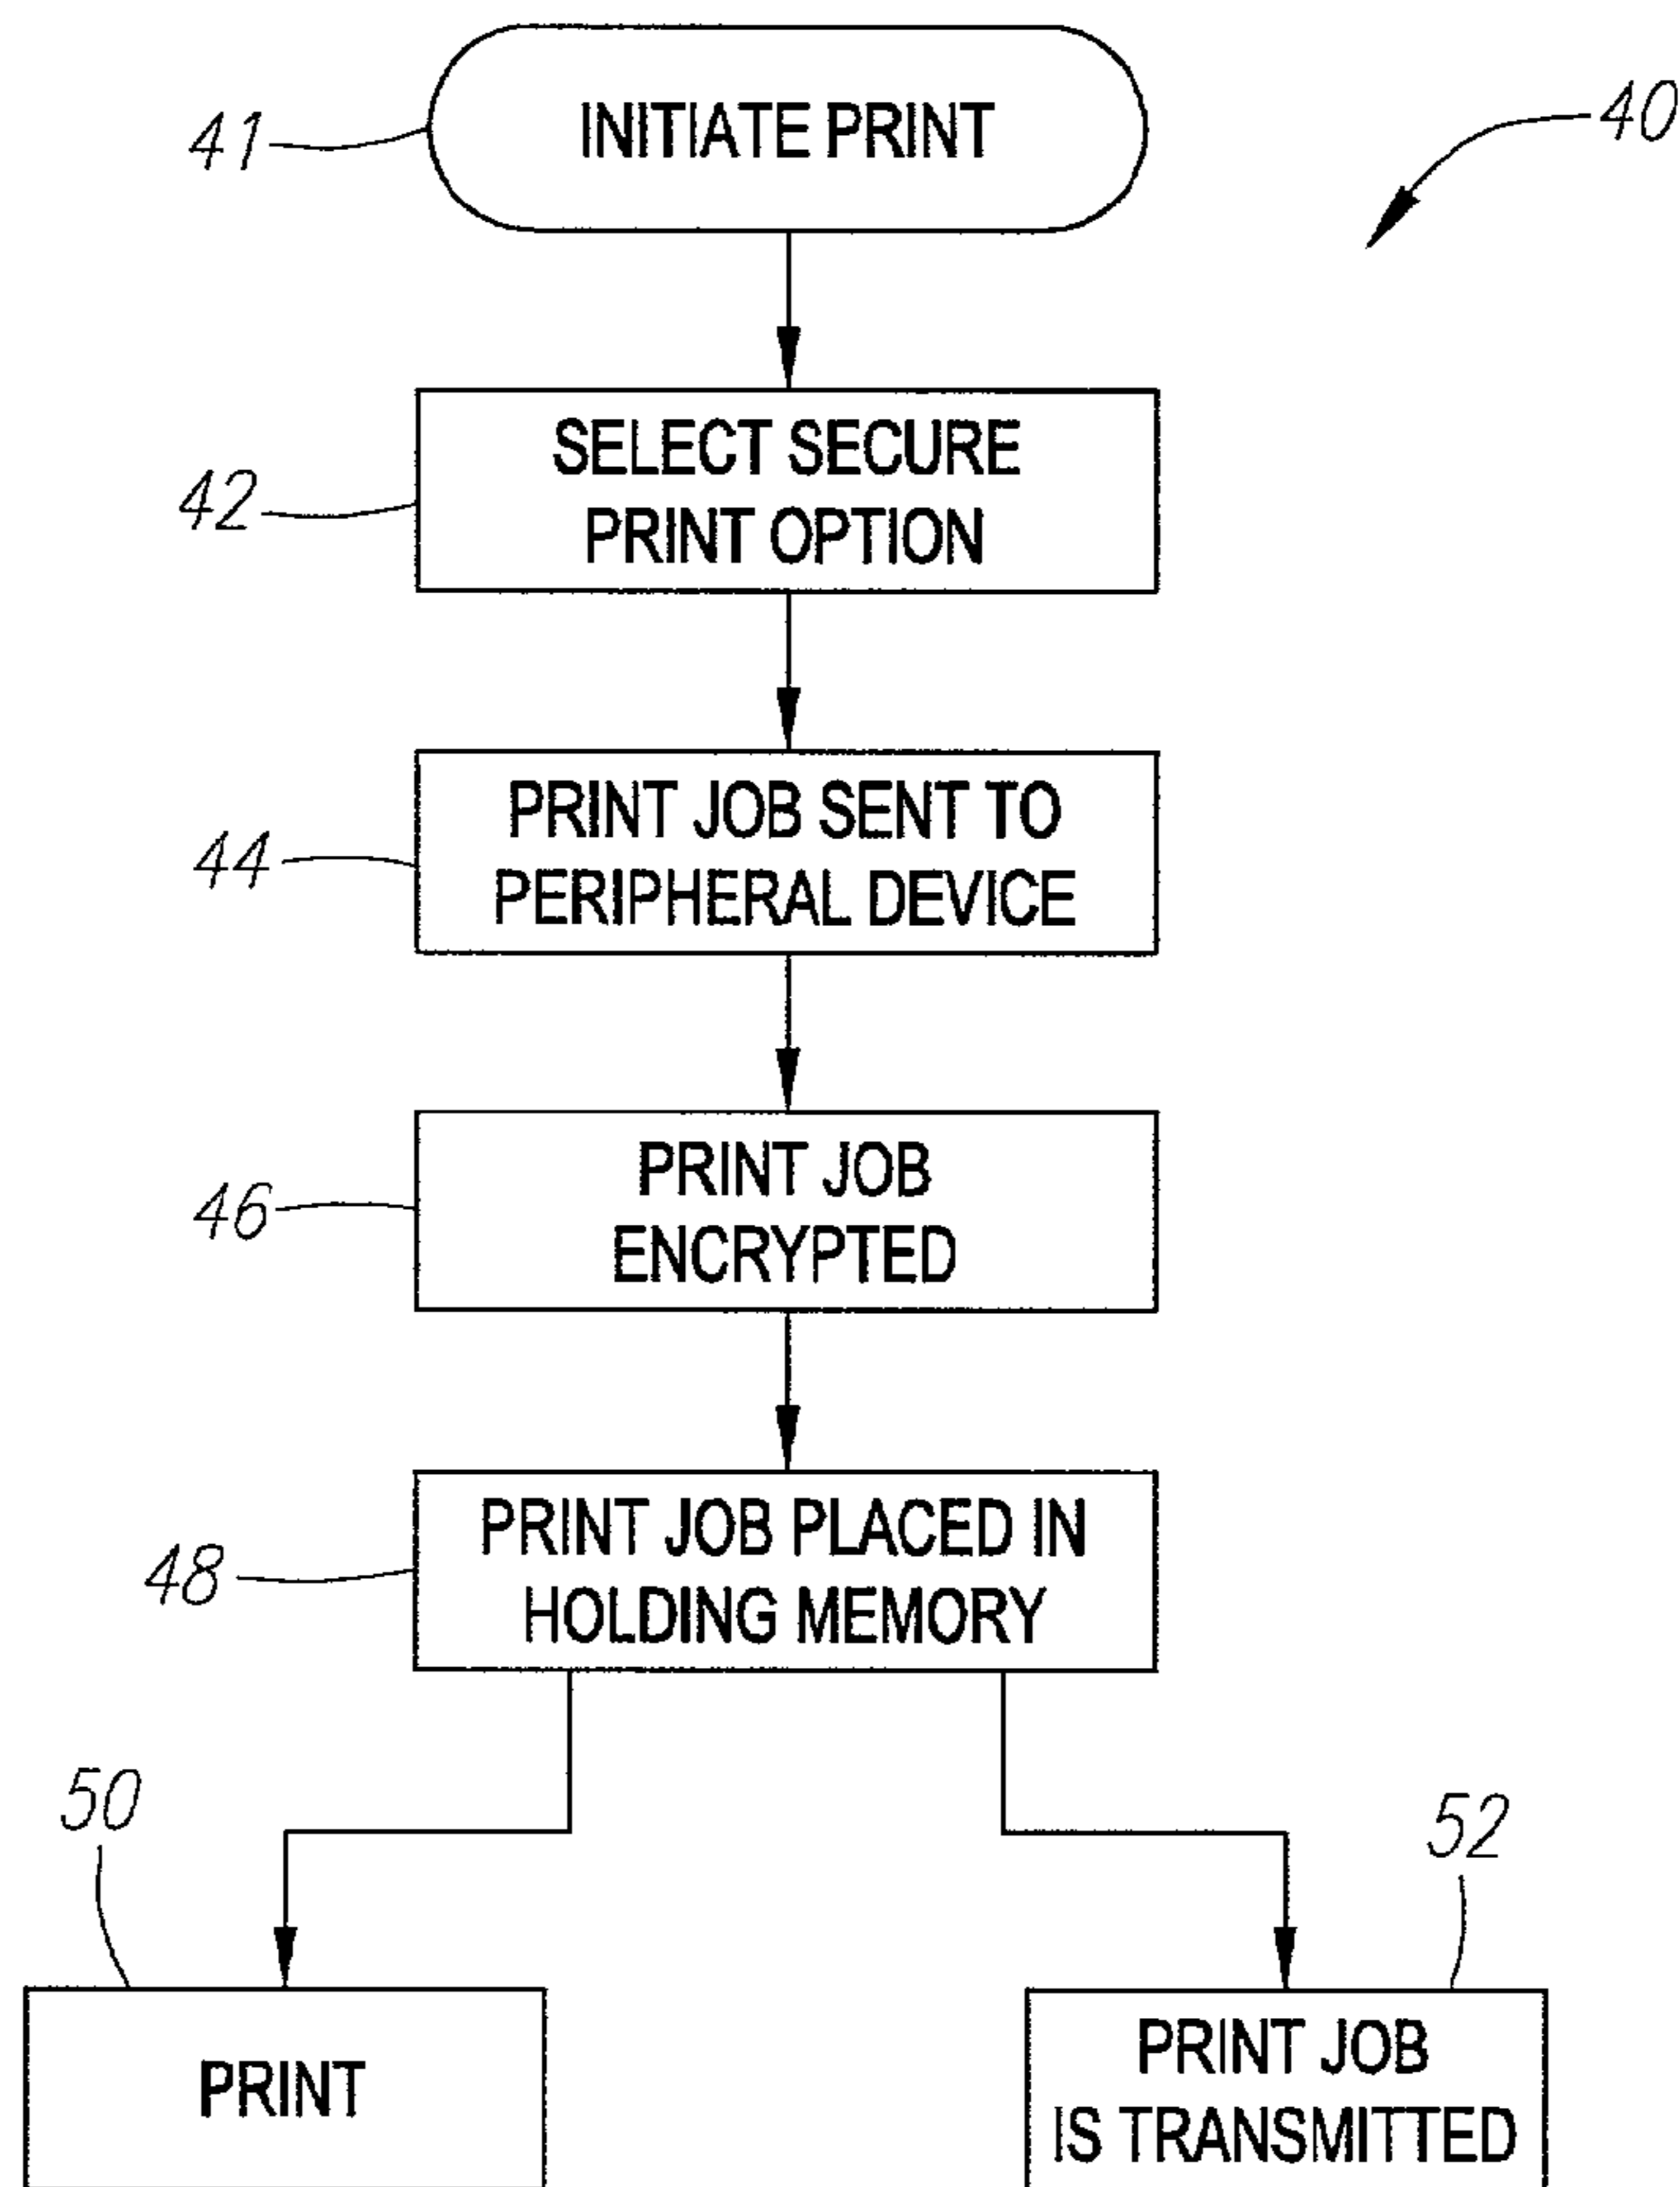 41
INITIATE PRINT
40
42
SELECT SECURE
PRINT OPTION
44
PRINT JOB SENT TO
PERIPHERAL DEVICE
46
PRINT JOB
ENCRYPTED
48
PRINT JOB PLACED IN
HOLDING MEMORY
50
PRINT
52
PRINT JOB
IS TRANSMITTED